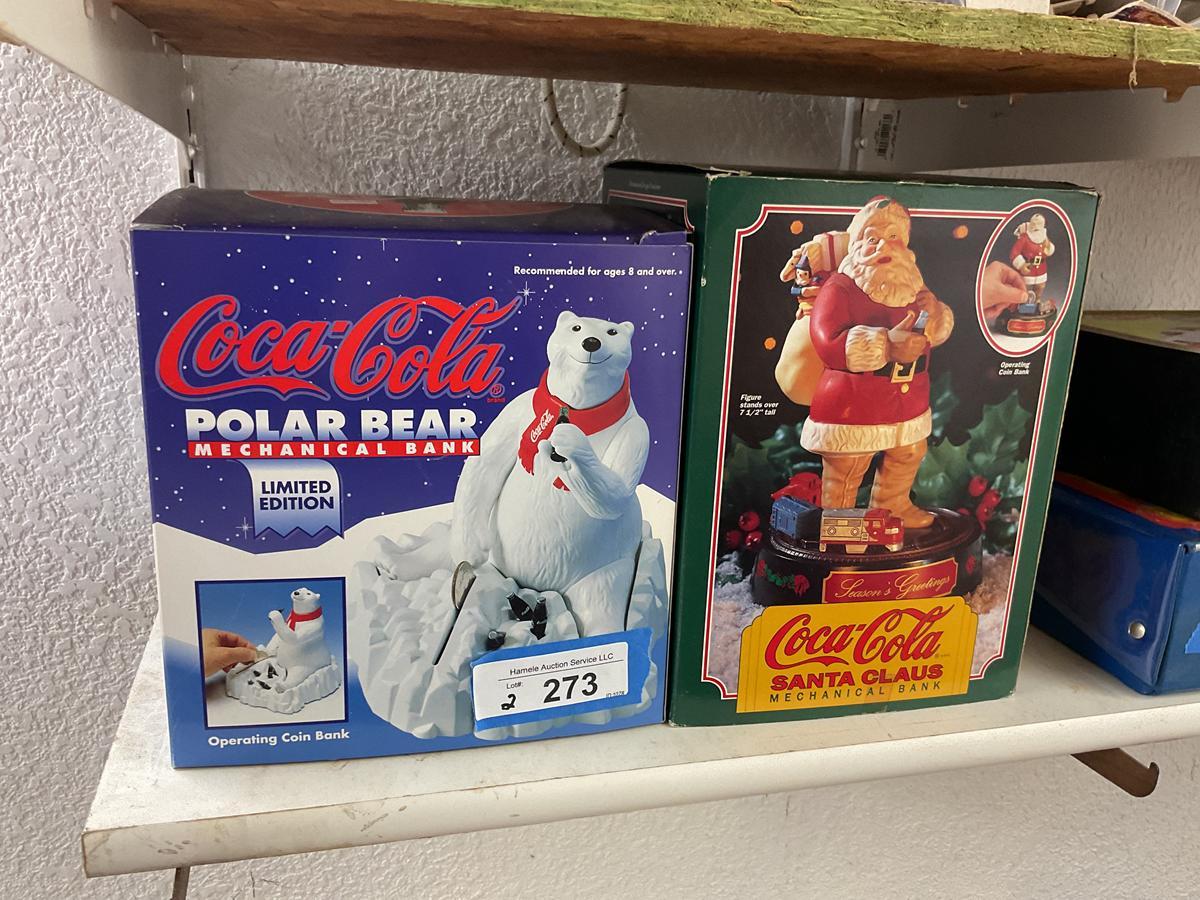 Recommended for ages 8 and over.
Coca-Cola
brand
POLAR BEAR
MECHANICAL BANK
LIMITED
EDITION
Coca-Cola
Operating Coin Bank
Hamele Auction Service LLC
Lot#:
2 273
Operating
Coin Bank
Figure
stands over
7 1/2" tall
Season's Greetings
Coca-Cola
SANTA CLAUS
MECHANICAL BANK